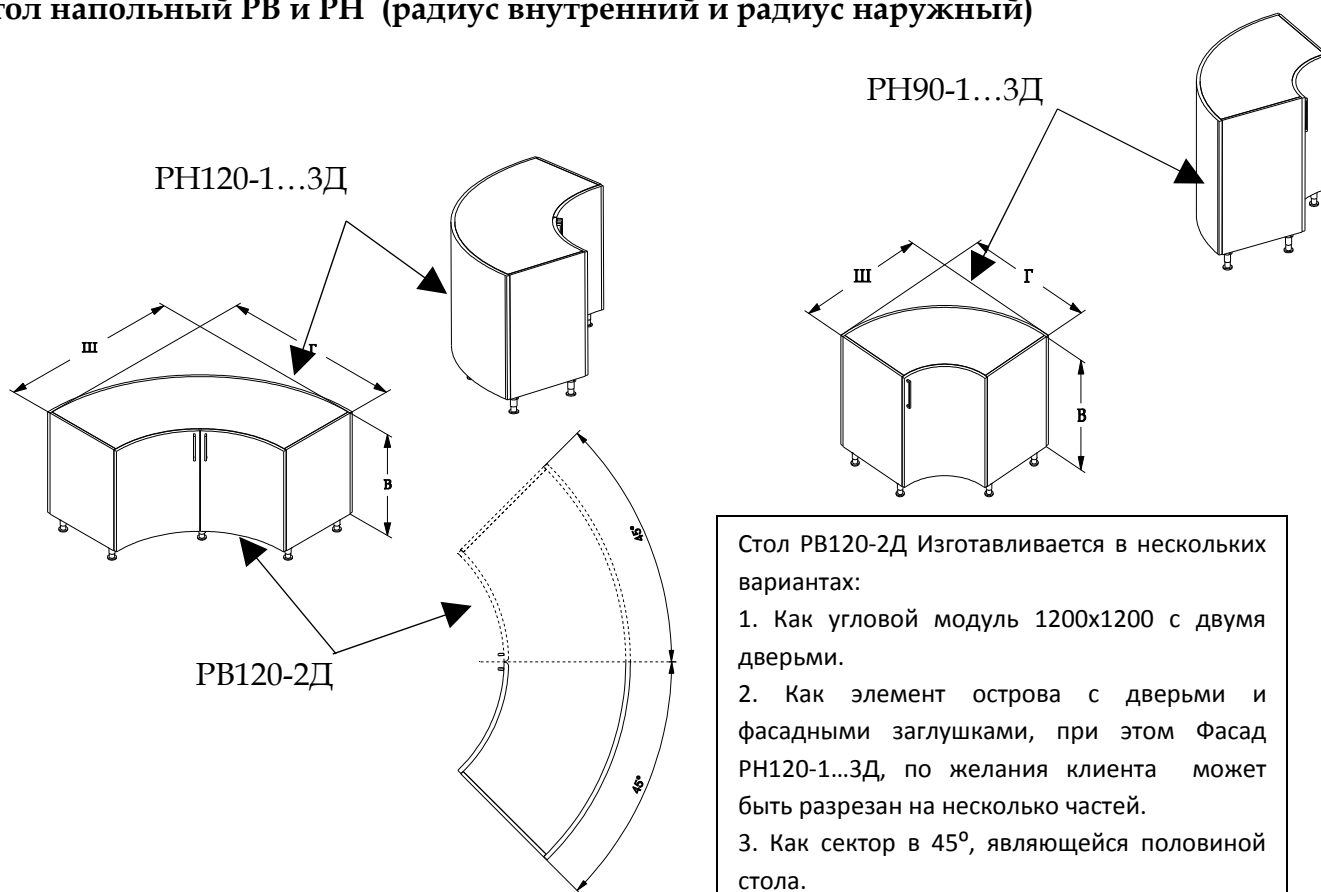 тол напольный РВ и РН (радиус внутренний и радиус наружный)
РН90-1…3Д
РН120-1…3Д
Ш
Г
В
Ш
Г
В
45°
45°
РВ120-2Д
Стол РВ120-2Д Изготавливается в нескольких
вариантах:
1. Как угловой модуль 1200х1200 с двумя
дверьми.
2. Как элемент острова с дверьми и
фасадными заглушками, при этом Фасад
РН120-1…3Д, по желания клиента может
быть разрезан на несколько частей.
3. Как сектор в 45⁰, являющейся половиной
стола.